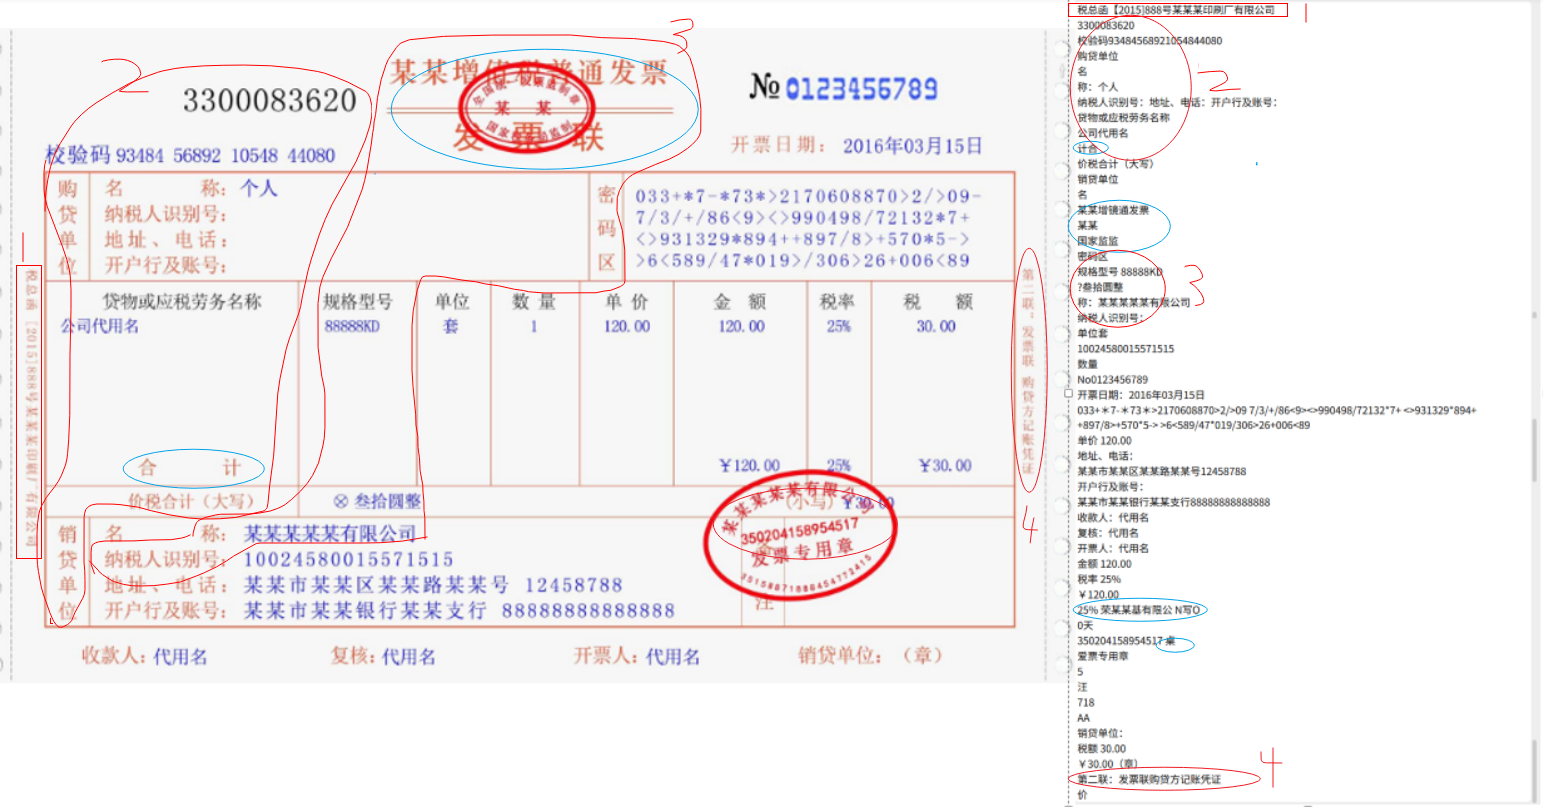 某某增值税普通发票
发票联
全国统一发票监制章
某 某
国家税务局监制
3300083620
№ 0123456789
校验码 93484 56892 10548 44080
开票日期: 2016年03月15日
购贷单位
名 称: 个人
纳税人识别号:
地址、电话:
开户行及账号:
密码区
033+*7-*73*>2170608870>2/>09-
7/3/+/86<9><>990498/72132*7+
<>931329*894++897/8>+570*5->
>6<589/47*019>/306>26+006<89
贷物或应税劳务名称 规格型号 单位 数量 单价 金额 税率 税额
公司代用名 88888KD 套 1 120.00 120.00 25% 30.00
合 计 ￥120.00 25% ￥30.00
价税合计 (大写) ⊗ 叁拾圆整 (小写) ￥30.00
销贷单位
名 称: 某某某某某有限公司
纳税人识别号: 10024580015571515
地址、电话: 某某市某某区某某路某某号 12458788
开户行及账号: 某某市某某银行某某支行 88888888888888
注
某某某某某有限公司
350204158954517
发票专用章
收款人: 代用名 复核: 代用名 开票人: 代用名 销贷单位: (章)
税总函 [2015]888号某某某印刷厂有限公司
第二联: 发票联 购贷方记账凭证
1
2
3
4
税总函【2015]888号某某某印刷厂有限公司
3300083620
校验码93484568921054844080
购贷单位
名
称: 个人
纳税人识别号: 地址、电话: 开户行及账号:
贷物或应税劳务名称
公司代用名
计合
价税合计 (大写)
销贷单位
名
某某增镜通发票
某某
国家监监
密码区
规格型号 88888KD
?叁拾圆整
称: 某某某某某有限公司
纳税人识别号:
单位套
10024580015571515
数量
No0123456789
开票日期: 2016年03月15日
033+*7-*73*>2170608870>2/>09 7/3/+/86<9><>990498/72132*7+ <>931329*894+
+897/8>+570*5-> >6<589/47*019/306>26+006<89
单价 120.00
地址、电话:
某某市某某区某某路某某号12458788
开户行及账号:
某某市某某银行某某支行88888888888888
收款人: 代用名
复核: 代用名
开票人: 代用名
金额 120.00
税率 25%
￥120.00
25% 荣某某基有限公 N写O
0天
350204158954517 桌
爱票专用章
5
汪
718
AA
销贷单位:
税额 30.00
￥30.00 (章)
第二联: 发票联购贷方记账凭证
价
1
2
3
4